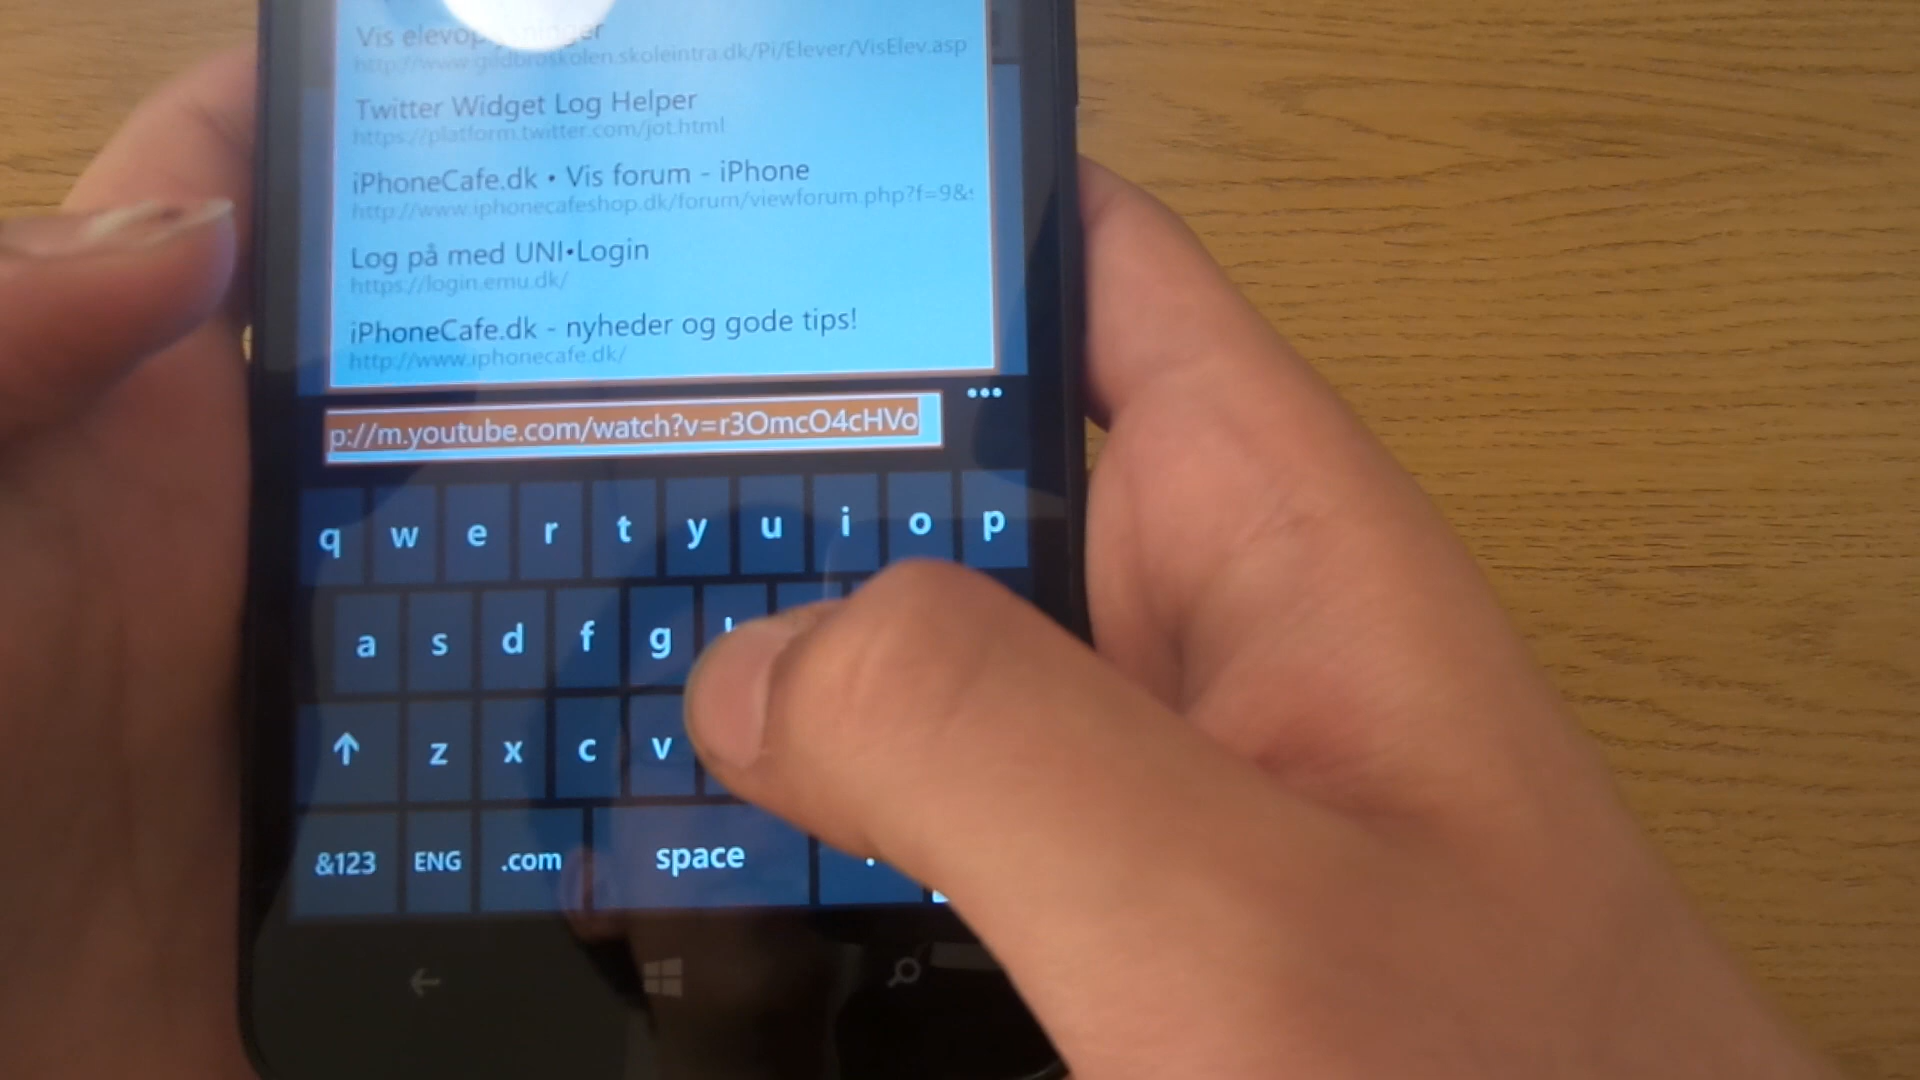 Vis
http://www.gildbroskolen.skoleintra.dk/Pi/Elever/VisElev.asp
Twitter Widget Log Helper
https://platform.twitter.com/jot.html
iPhoneCafe.dk • Vis forum - iPhone
http://www.iphonecafeshop.dk/forum/viewforum.php?f=9&
Log på med UNI•Login
https://login.emu.dk/
iPhoneCafe.dk - nyheder og gode tips!
http://www.iphonecafe.dk/
p://m.youtube.com/watch?v=r3OmcO4cHVo
q w e r t y u i o p
a s d f g
z x c v
&123 ENG .com space .